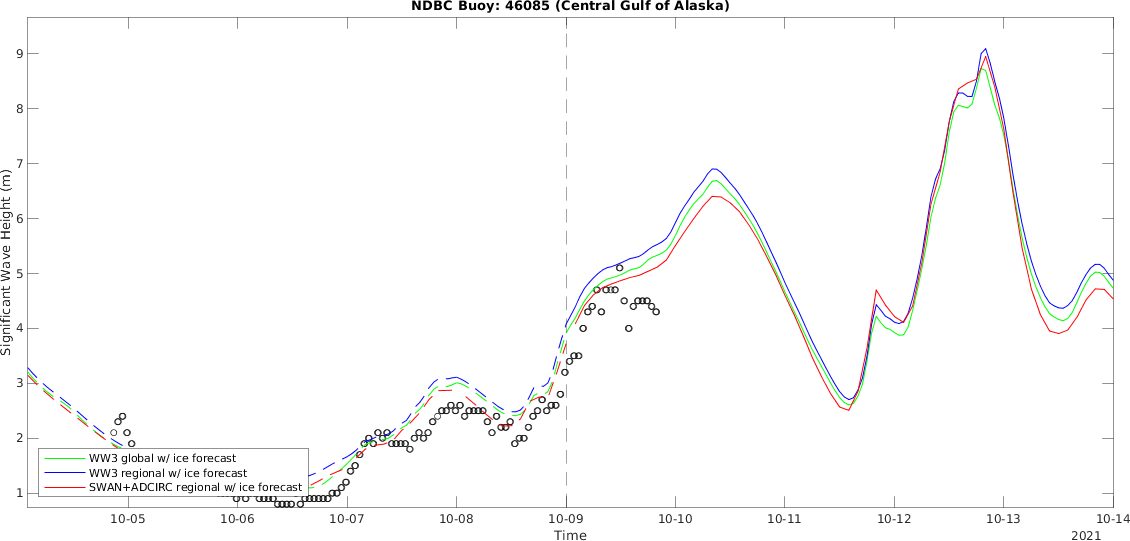 NDBC Buoy: 46085 (Central Gulf of Alaska)
Significant Wave Height (m)
9
8
7
6
5
4
3
2
1
WW3 global w/ ice forecast
WW3 regional w/ ice forecast
SWAN+ADCIRC regional w/ ice forecast
10-05 10-06 10-07 10-08 10-09 10-10 10-11 10-12 10-13 10-14
Time
2021